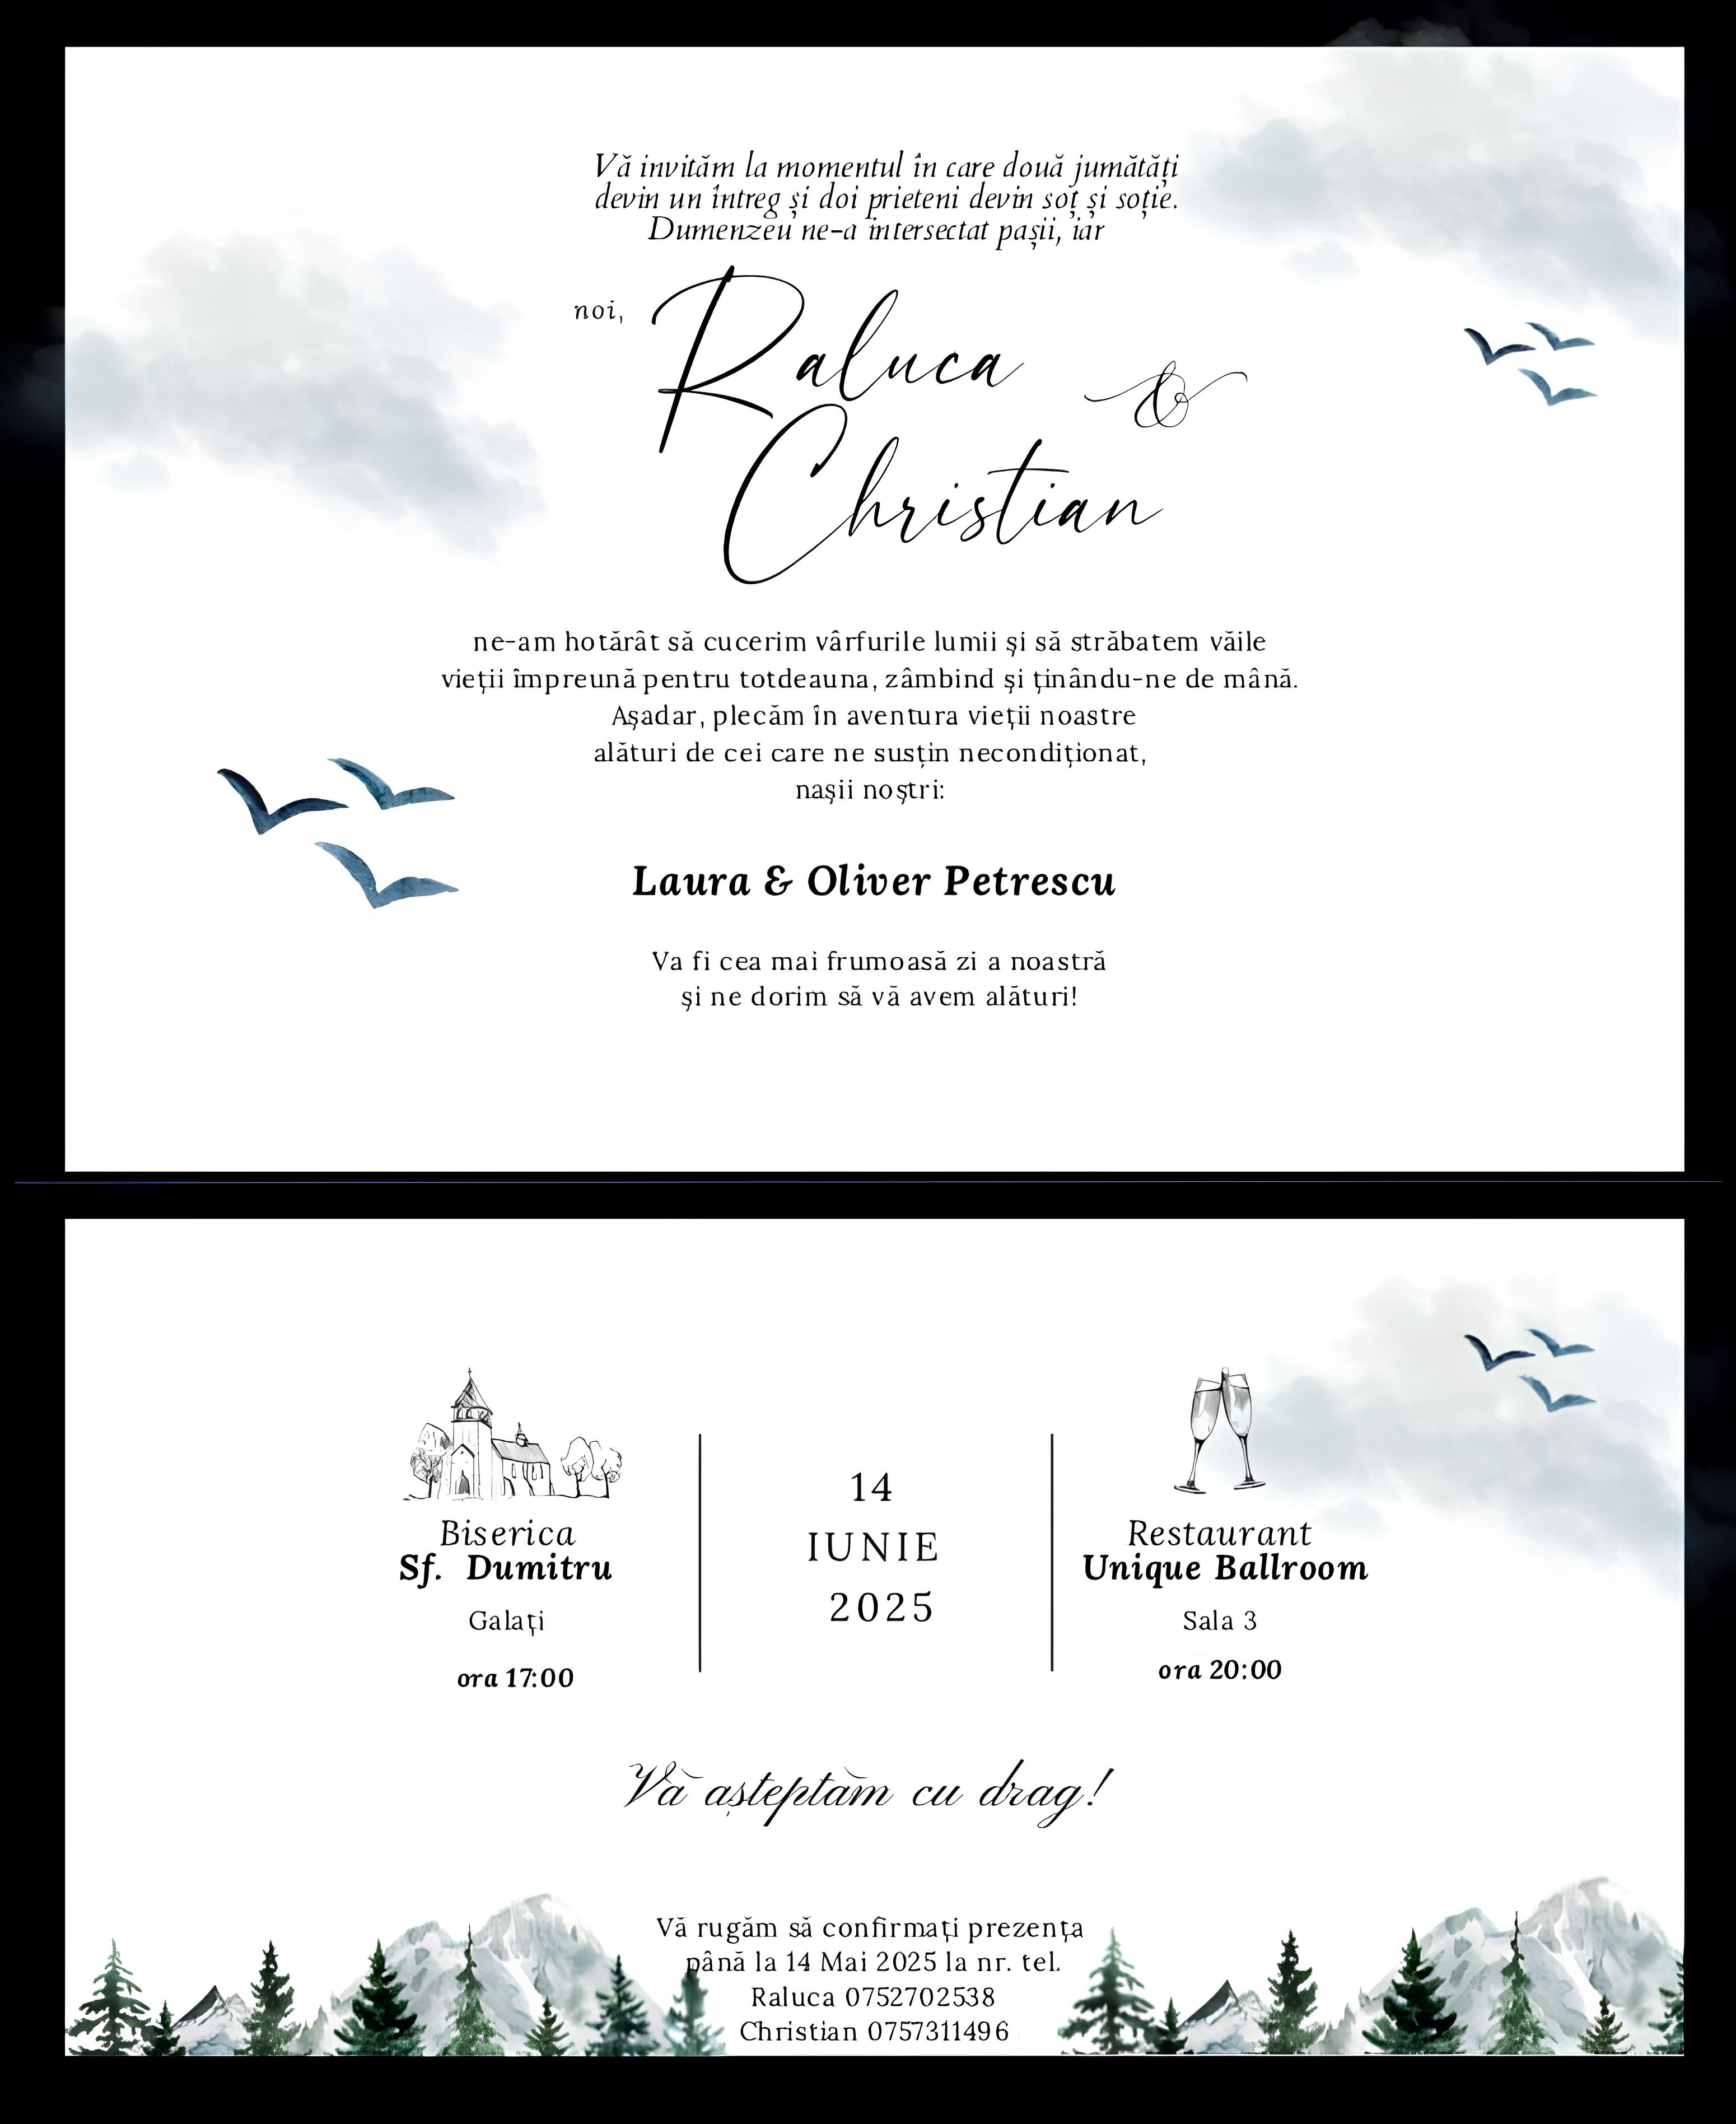 Vă invităm la momentul în care două jumătăți
devin un întreg și doi prieteni devin soț și soție.
Dumenzeu ne-a intersectat pașii, iar
noi,
Raluca &
Christian
ne-am hotărât să cucerim vârfurile lumii și să străbatem văile
vieții împreună pentru totdeauna, zâmbind și ținându-ne de mână.
Așadar, plecăm în aventura vieții noastre
alături de cei care ne susțin necondiționat,
nașii noștri:
Laura & Oliver Petrescu
Va fi cea mai frumoasă zi a noastră
și ne dorim să vă avem alături!
Biserica
Sf. Dumitru
Galați
ora 17:00
14
IUNIE
2025
Restaurant
Unique Ballroom
Sala 3
ora 20:00
Vă așteptăm cu drag!
Vă rugăm să confirmați prezența
până la 14 Mai 2025 la nr. tel.
Raluca 0752702538
Christian 0757311496